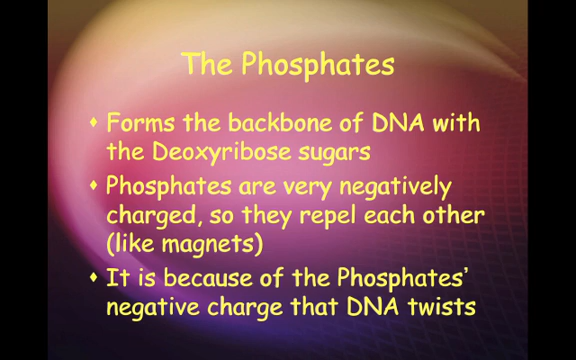 The Phosphates
♦ Forms the backbone of DNA with
the Deoxyribose sugars
♦ Phosphates are very negatively
charged, so they repel each other
(like magnets)
♦ It is because of the Phosphates’
negative charge that DNA twists